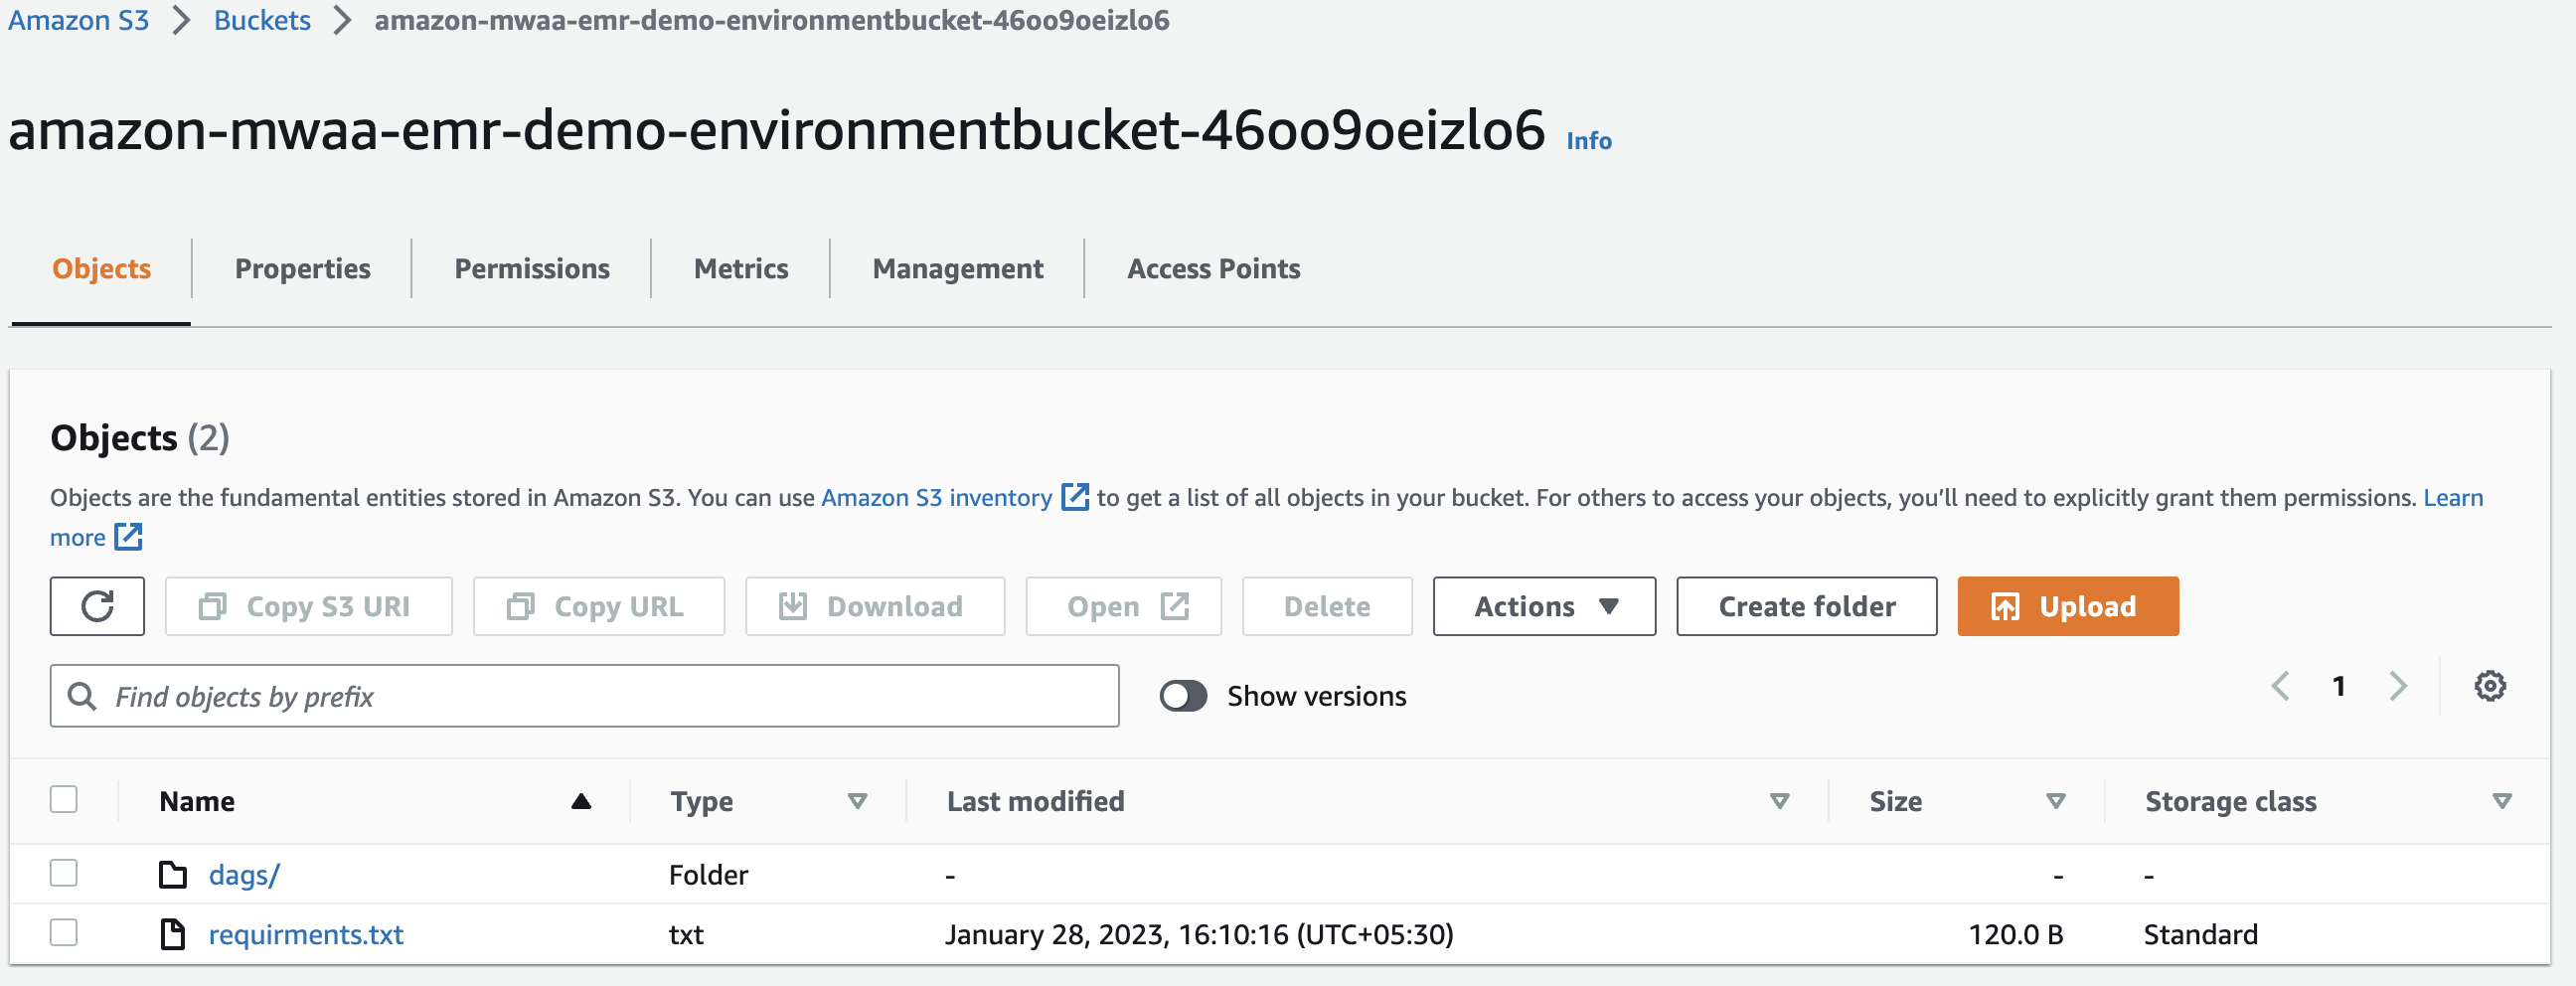 Amazon S3 > Buckets > amazon-mwaa-emr-demo-environmentbucket-46oo9oeizlo6
amazon-mwaa-emr-demo-environmentbucket-46oo9oeizlo6 Info
Objects Properties Permissions Metrics Management Access Points
Objects (2)
Objects are the fundamental entities stored in Amazon S3. You can use Amazon S3 inventory to get a list of all objects in your bucket. For others to access your objects, you’ll need to explicitly grant them permissions. Learn
more
Copy S3 URI Copy URL Download Open Delete Actions Create folder Upload
Find objects by prefix Show versions 1
Name Type Last modified Size Storage class
dags/ Folder - - -
requirments.txt txt January 28, 2023, 16:10:16 (UTC+05:30) 120.0 B Standard